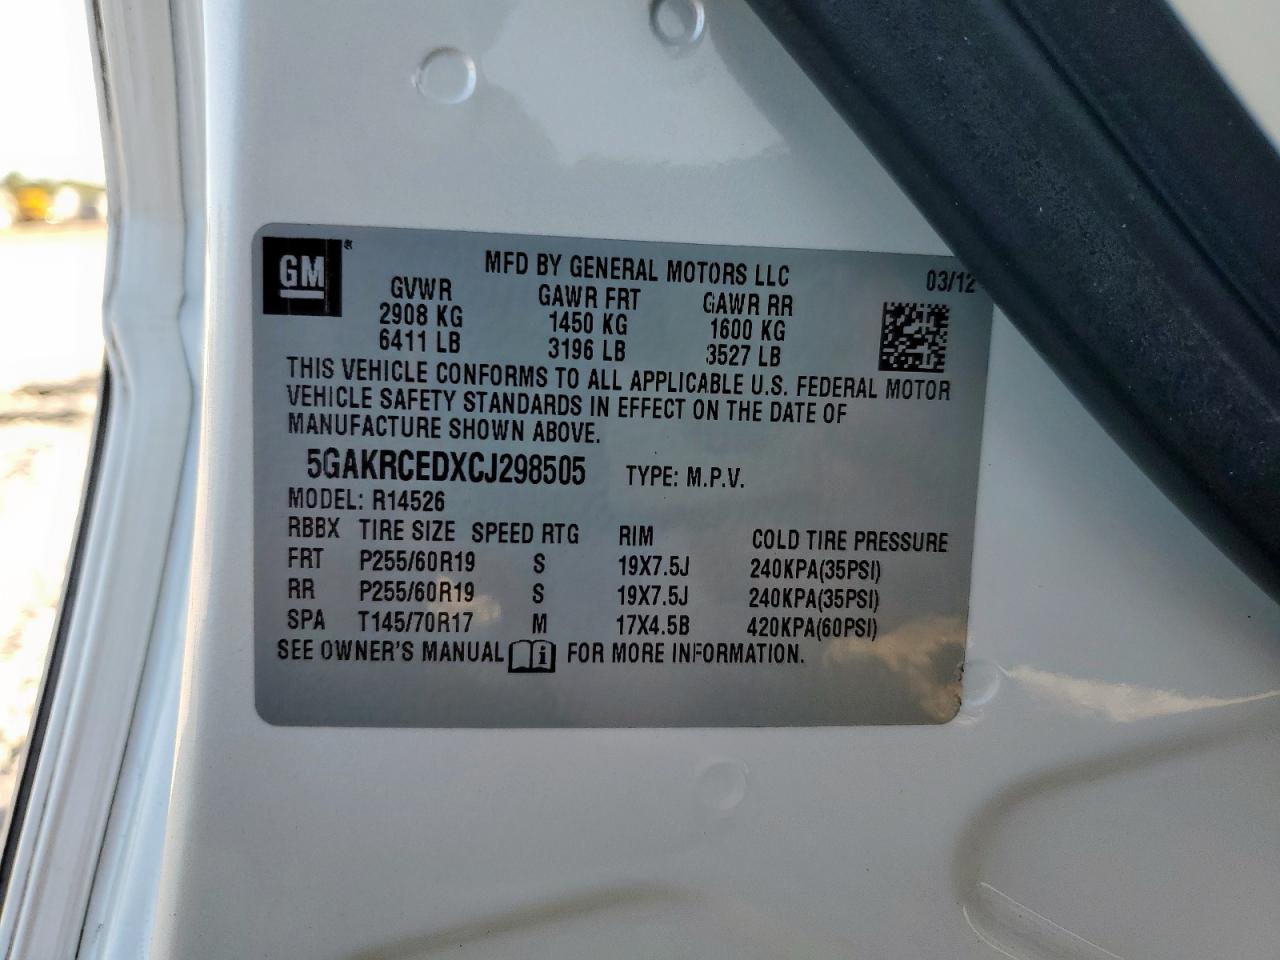 GM®
MFD BY GENERAL MOTORS LLC 03/12
GVWR GAWR FRT GAWR RR
2908 KG 1450 KG 1600 KG
6411 LB 3196 LB 3527 LB
THIS VEHICLE CONFORMS TO ALL APPLICABLE U.S. FEDERAL MOTOR
VEHICLE SAFETY STANDARDS IN EFFECT ON THE DATE OF
MANUFACTURE SHOWN ABOVE.
5GAKRCEDXCJ298505 TYPE: M.P.V.
MODEL: R14526
RBBX TIRE SIZE SPEED RTG RIM COLD TIRE PRESSURE
FRT P255/60R19 S 19X7.5J 240KPA(35PSI)
RR P255/60R19 S 19X7.5J 240KPA(35PSI)
SPA T145/70R17 M 17X4.5B 420KPA(60PSI)
SEE OWNER'S MANUAL i FOR MORE INFORMATION.